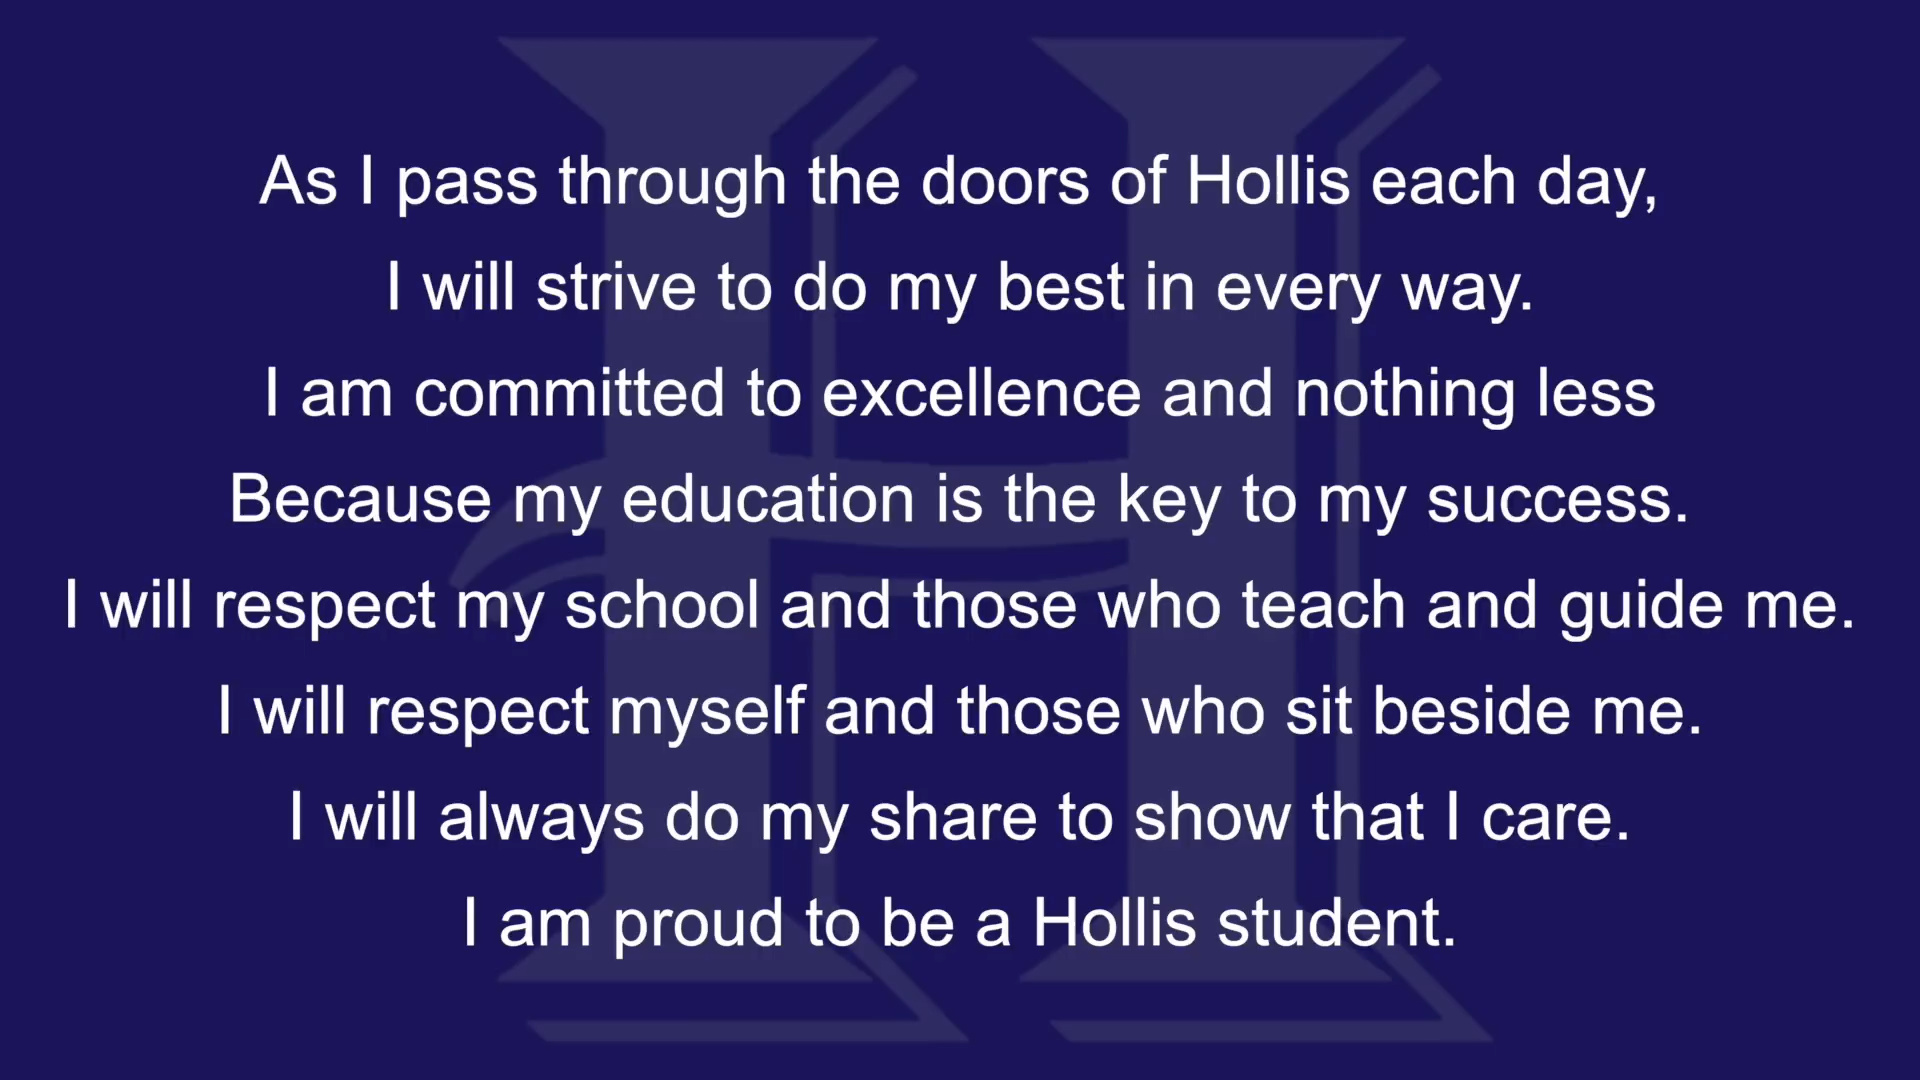 As I pass through the doors of Hollis each day,
I will strive to do my best in every way.
I am committed to excellence and nothing less
Because my education is the key to my success.
I will respect my school and those who teach and guide me.
I will respect myself and those who sit beside me.
I will always do my share to show that I care.
I am proud to be a Hollis student.